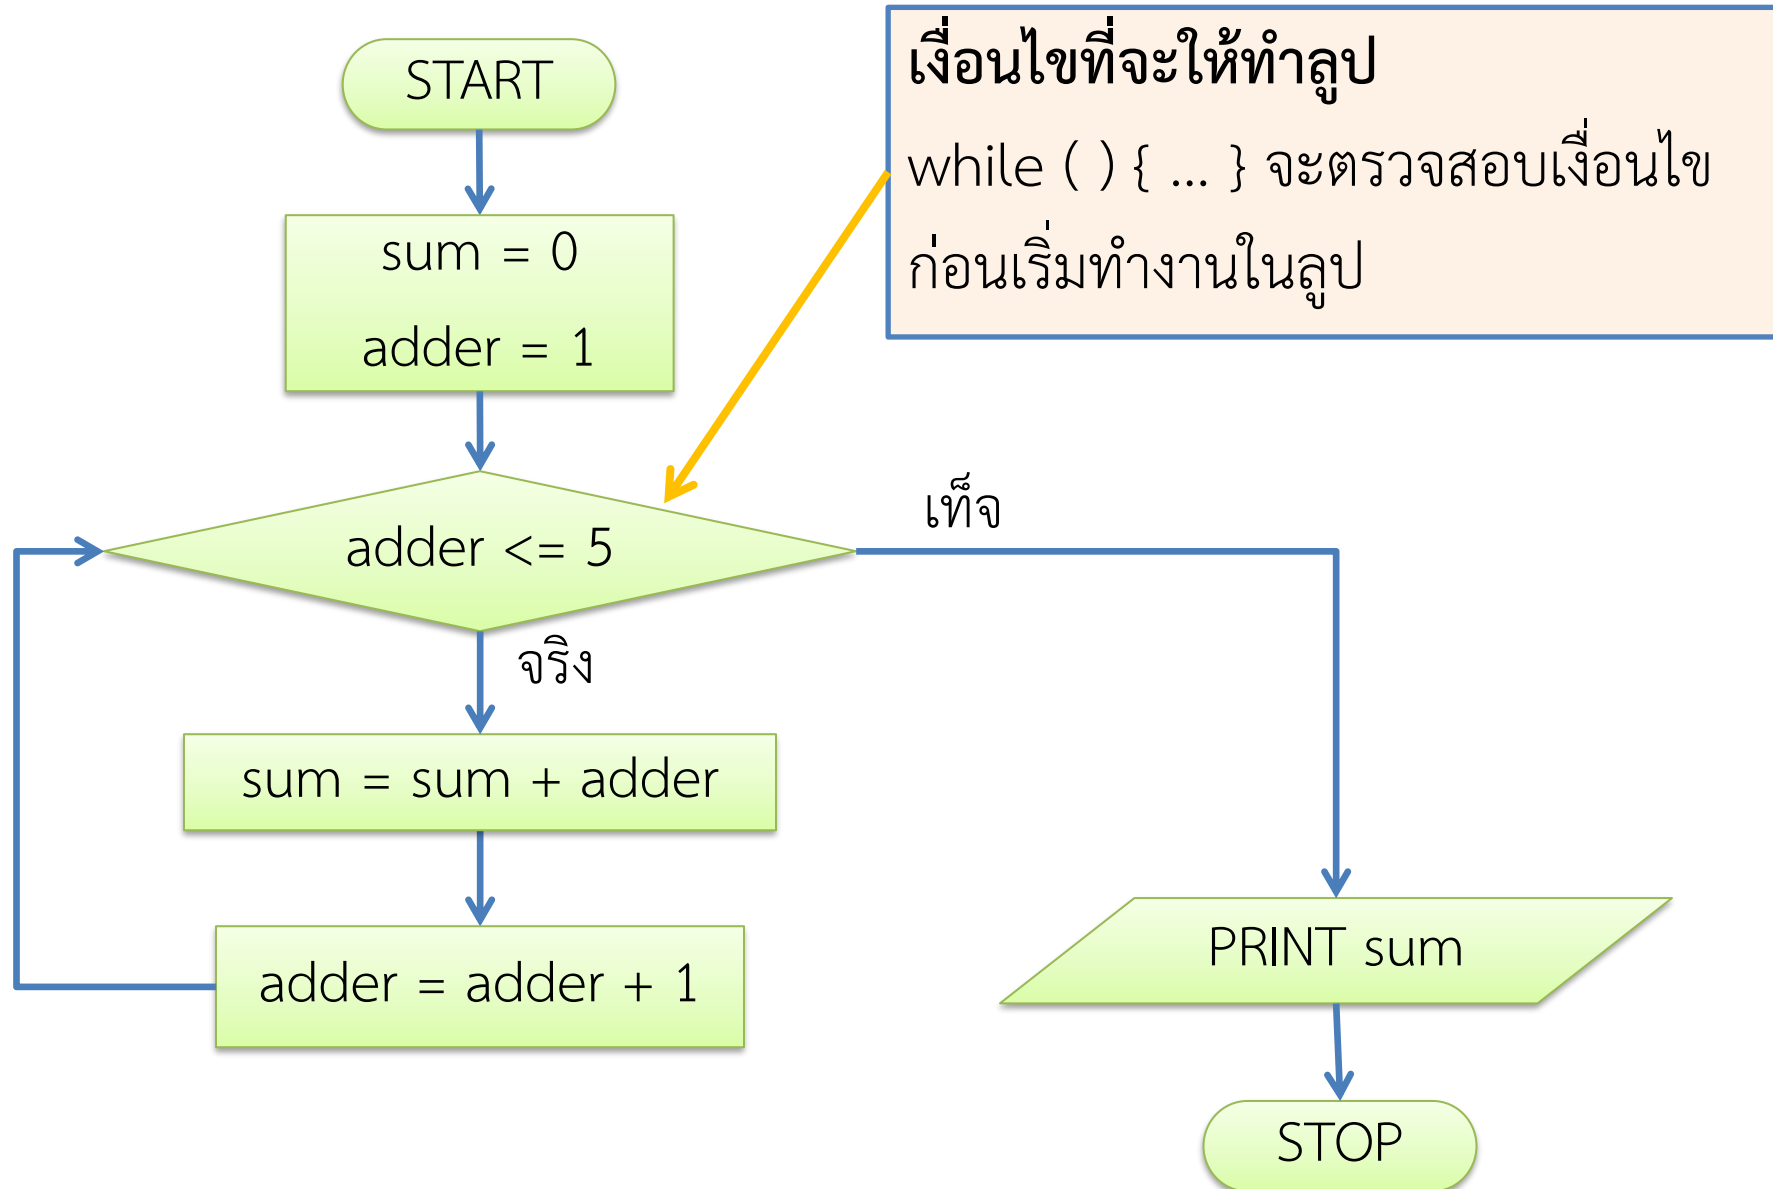 START
เงื่อนไขที่จะให้ทำลูป
while ( ) { ... } จะตรวจสอบเงื่อนไข
ก่อนเริ่มทำงานในลูป
sum = 0
adder = 1
adder <= 5
เท็จ
จริง
sum = sum + adder
adder = adder + 1
PRINT sum
STOP